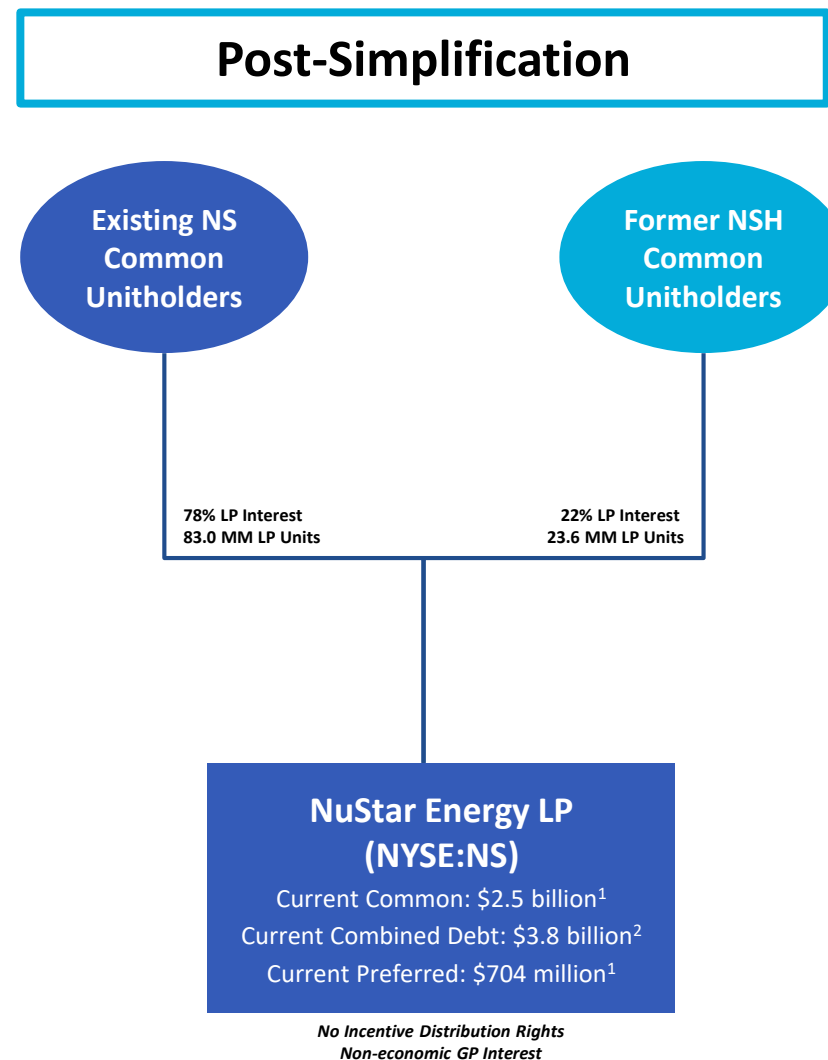 Post-Simplification
Existing NS
Common
Unitholders
Former NSH
Common
Unitholders
78% LP Interest
83.0 MM LP Units
22% LP Interest
23.6 MM LP Units
NuStar Energy LP
(NYSE:NS)
Current Common: $2.5 billion¹
Current Combined Debt: $3.8 billion²
Current Preferred: $704 million¹
No Incentive Distribution Rights
Non-economic GP Interest